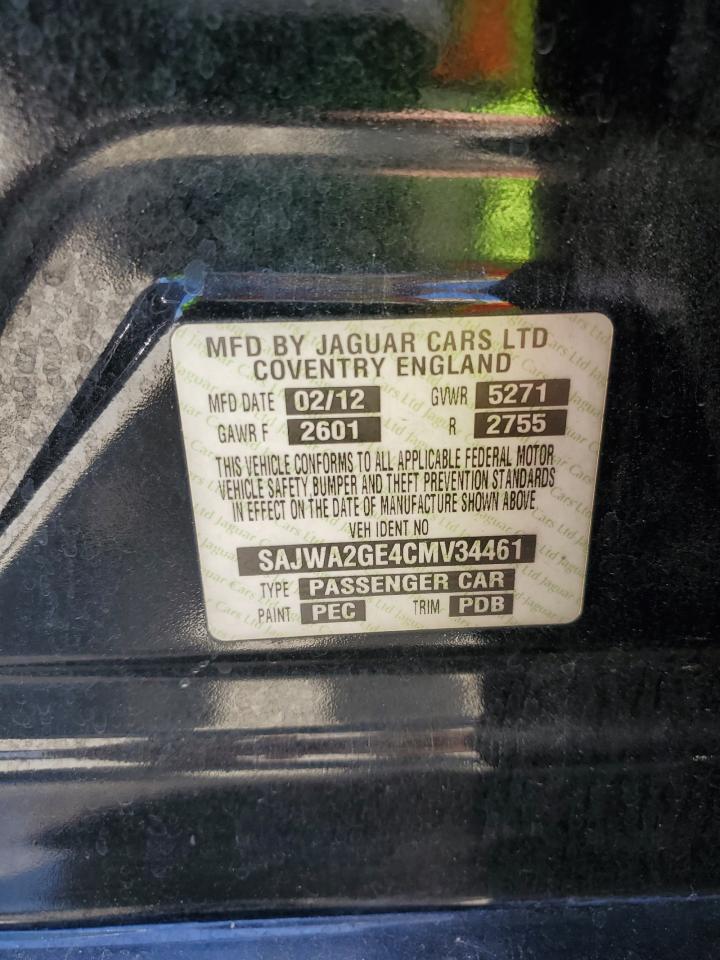 MFD BY JAGUAR CARS LTD
COVENTRY ENGLAND
MFD DATE 02/12 GVWR 5271
GAWR F 2601 R 2755
THIS VEHICLE CONFORMS TO ALL APPLICABLE FEDERAL MOTOR
VEHICLE SAFETY,BUMPER AND THEFT PREVENTION STANDARDS
IN EFFECT ON THE DATE OF MANUFACTURE SHOWN ABOVE
VEH IDENT NO
SAJWA2GE4CMV34461
TYPE PASSENGER CAR
PAINT PEC TRIM PDB